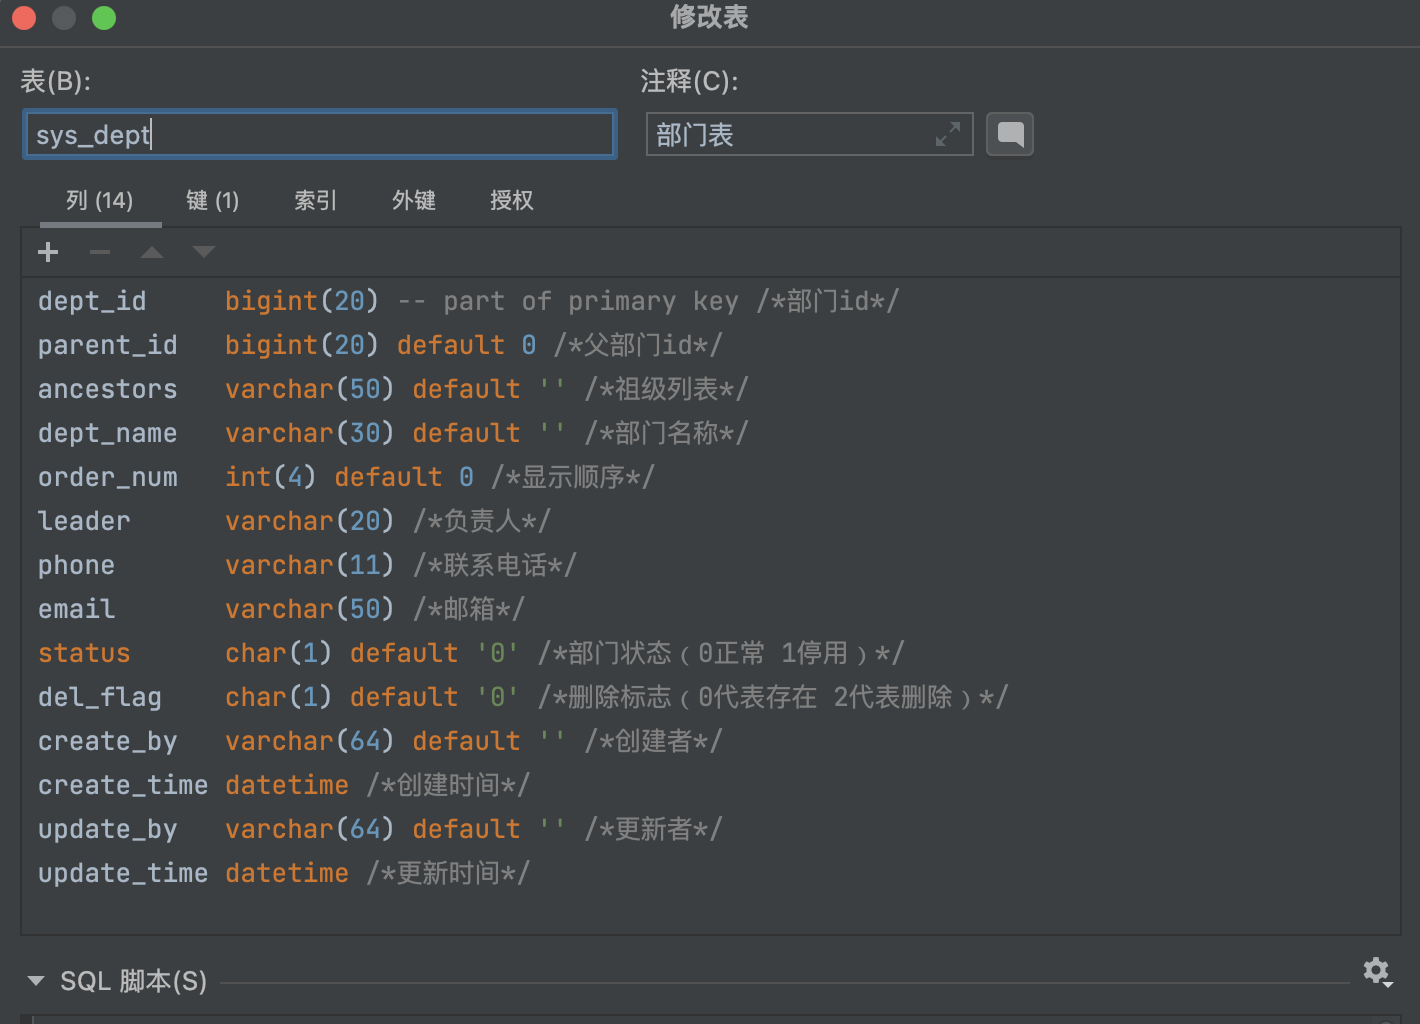 修改表
表(B):
注释(C):
sys_dept
部门表
列 (14) 键 (1) 索引 外键 授权
dept_id bigint(20) -- part of primary key /*部门id*/
parent_id bigint(20) default 0 /*父部门id*/
ancestors varchar(50) default '' /*祖级列表*/
dept_name varchar(30) default '' /*部门名称*/
order_num int(4) default 0 /*显示顺序*/
leader varchar(20) /*负责人*/
phone varchar(11) /*联系电话*/
email varchar(50) /*邮箱*/
status char(1) default '0' /*部门状态（0正常 1停用）*/
del_flag char(1) default '0' /*删除标志（0代表存在 2代表删除）*/
create_by varchar(64) default '' /*创建者*/
create_time datetime /*创建时间*/
update_by varchar(64) default '' /*更新者*/
update_time datetime /*更新时间*/
SQL 脚本(S)